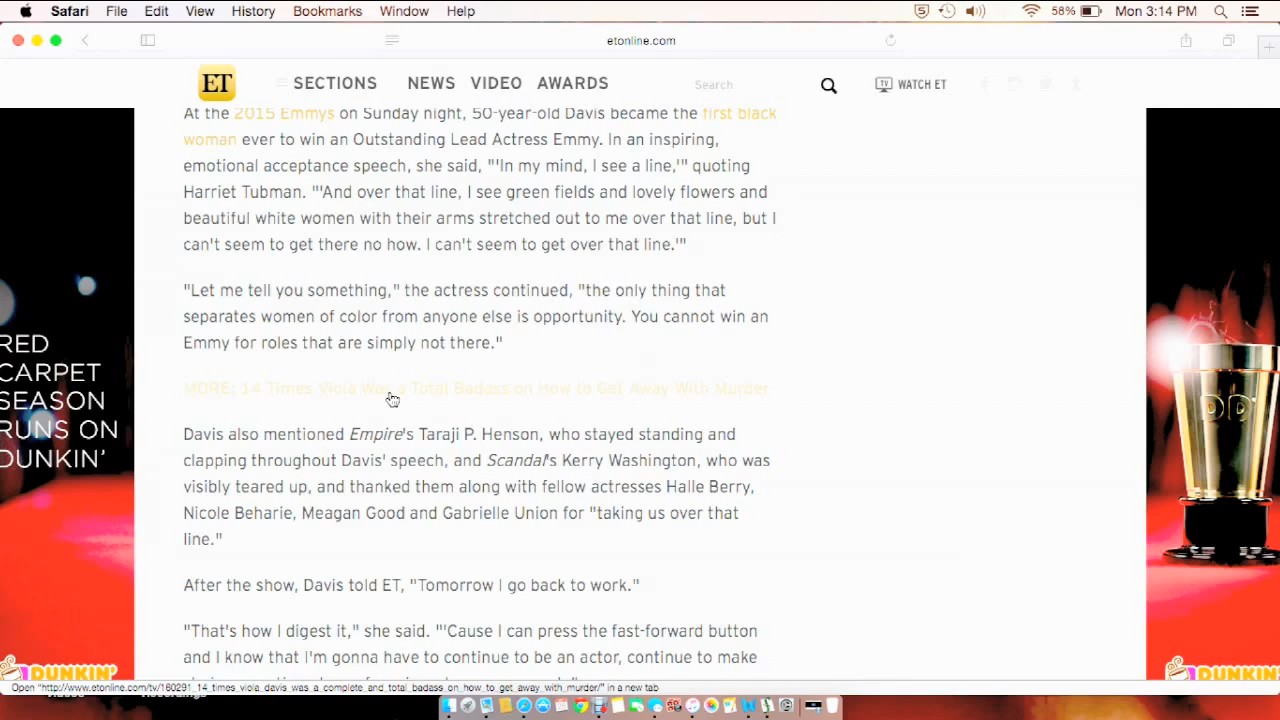 Safari File Edit View History Bookmarks Window Help
58% Mon 3:14 PM
etonline.com
ET SECTIONS NEWS VIDEO AWARDS Search WATCH ET
At the 2015 Emmys on Sunday night, 50-year-old Davis became the first black
woman ever to win an Outstanding Lead Actress Emmy. In an inspiring,
emotional acceptance speech, she said, "'In my mind, I see a line,'" quoting
Harriet Tubman. "'And over that line, I see green fields and lovely flowers and
beautiful white women with their arms stretched out to me over that line, but I
can't seem to get there no how. I can't seem to get over that line.'"
"Let me tell you something," the actress continued, "the only thing that
separates women of color from anyone else is opportunity. You cannot win an
Emmy for roles that are simply not there."
MORE: 14 Times Viola Was a Total Badass on How to Get Away With Murder
Davis also mentioned Empire's Taraji P. Henson, who stayed standing and
clapping throughout Davis' speech, and Scandal's Kerry Washington, who was
visibly teared up, and thanked them along with fellow actresses Halle Berry,
Nicole Beharie, Meagan Good and Gabrielle Union for "taking us over that
line."
After the show, Davis told ET, "Tomorrow I go back to work."
"That's how I digest it," she said. "'Cause I can press the fast-forward button
and I know that I'm gonna have to continue to be an actor, continue to make
RED
CARPET
SEASON
RUNS ON
DUNKIN'
DUNKIN'
DD
DUNKIN'
Open "http://www.etonline.com/tv/160291_14_times_viola_davis_was_a_complete_and_total_badass_on_how_to_get_away_with_murder/" in a new tab